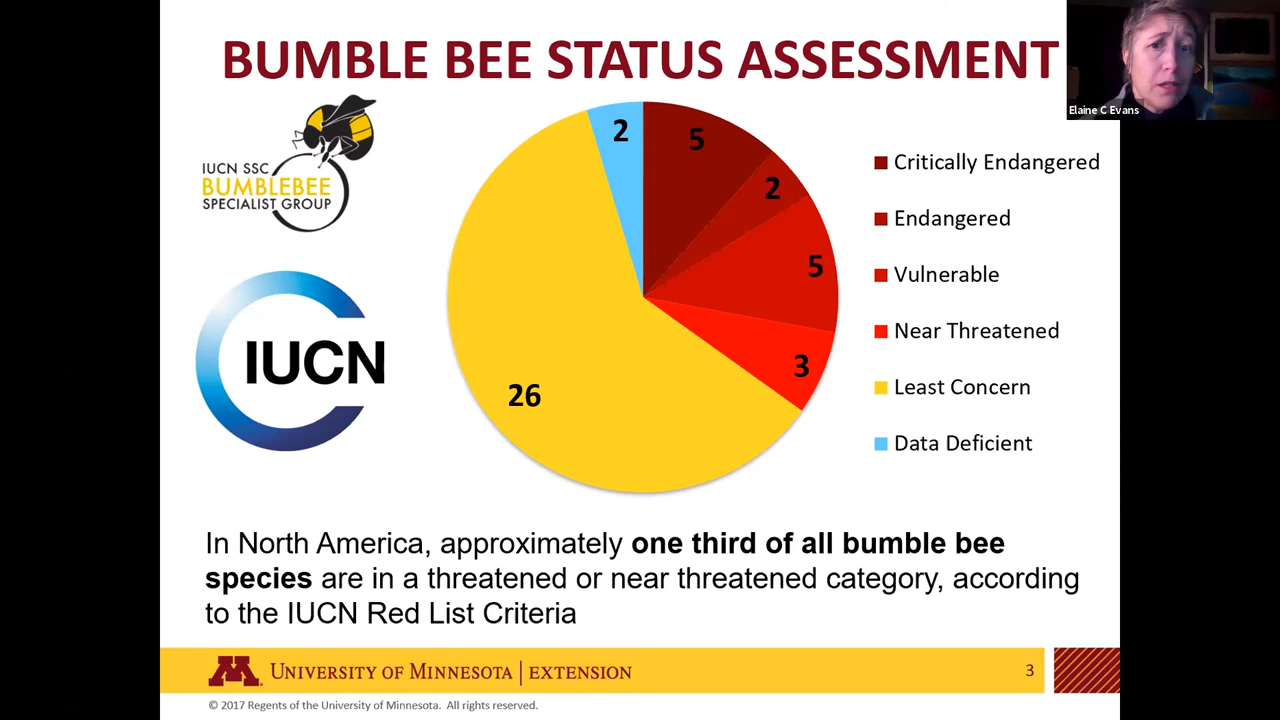 BUMBLE BEE STATUS ASSESSMENT
Elaine C Evans
IUCN SSC
BUMBLEBEE
SPECIALIST GROUP
IUCN
2
5
2
5
3
26
Critically Endangered
Endangered
Vulnerable
Near Threatened
Least Concern
Data Deficient
In North America, approximately one third of all bumble bee
species are in a threatened or near threatened category, according
to the IUCN Red List Criteria
M UNIVERSITY OF MINNESOTA | EXTENSION
3
© 2017 Regents of the University of Minnesota. All rights reserved.